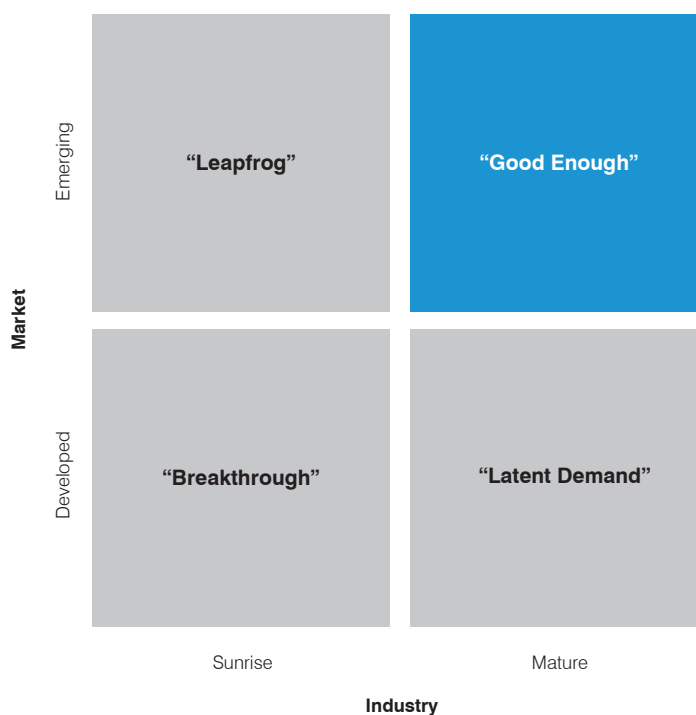 Market
Emerging
“Leapfrog”
“Good Enough”
Developed
“Breakthrough”
“Latent Demand”
Sunrise
Mature
Industry